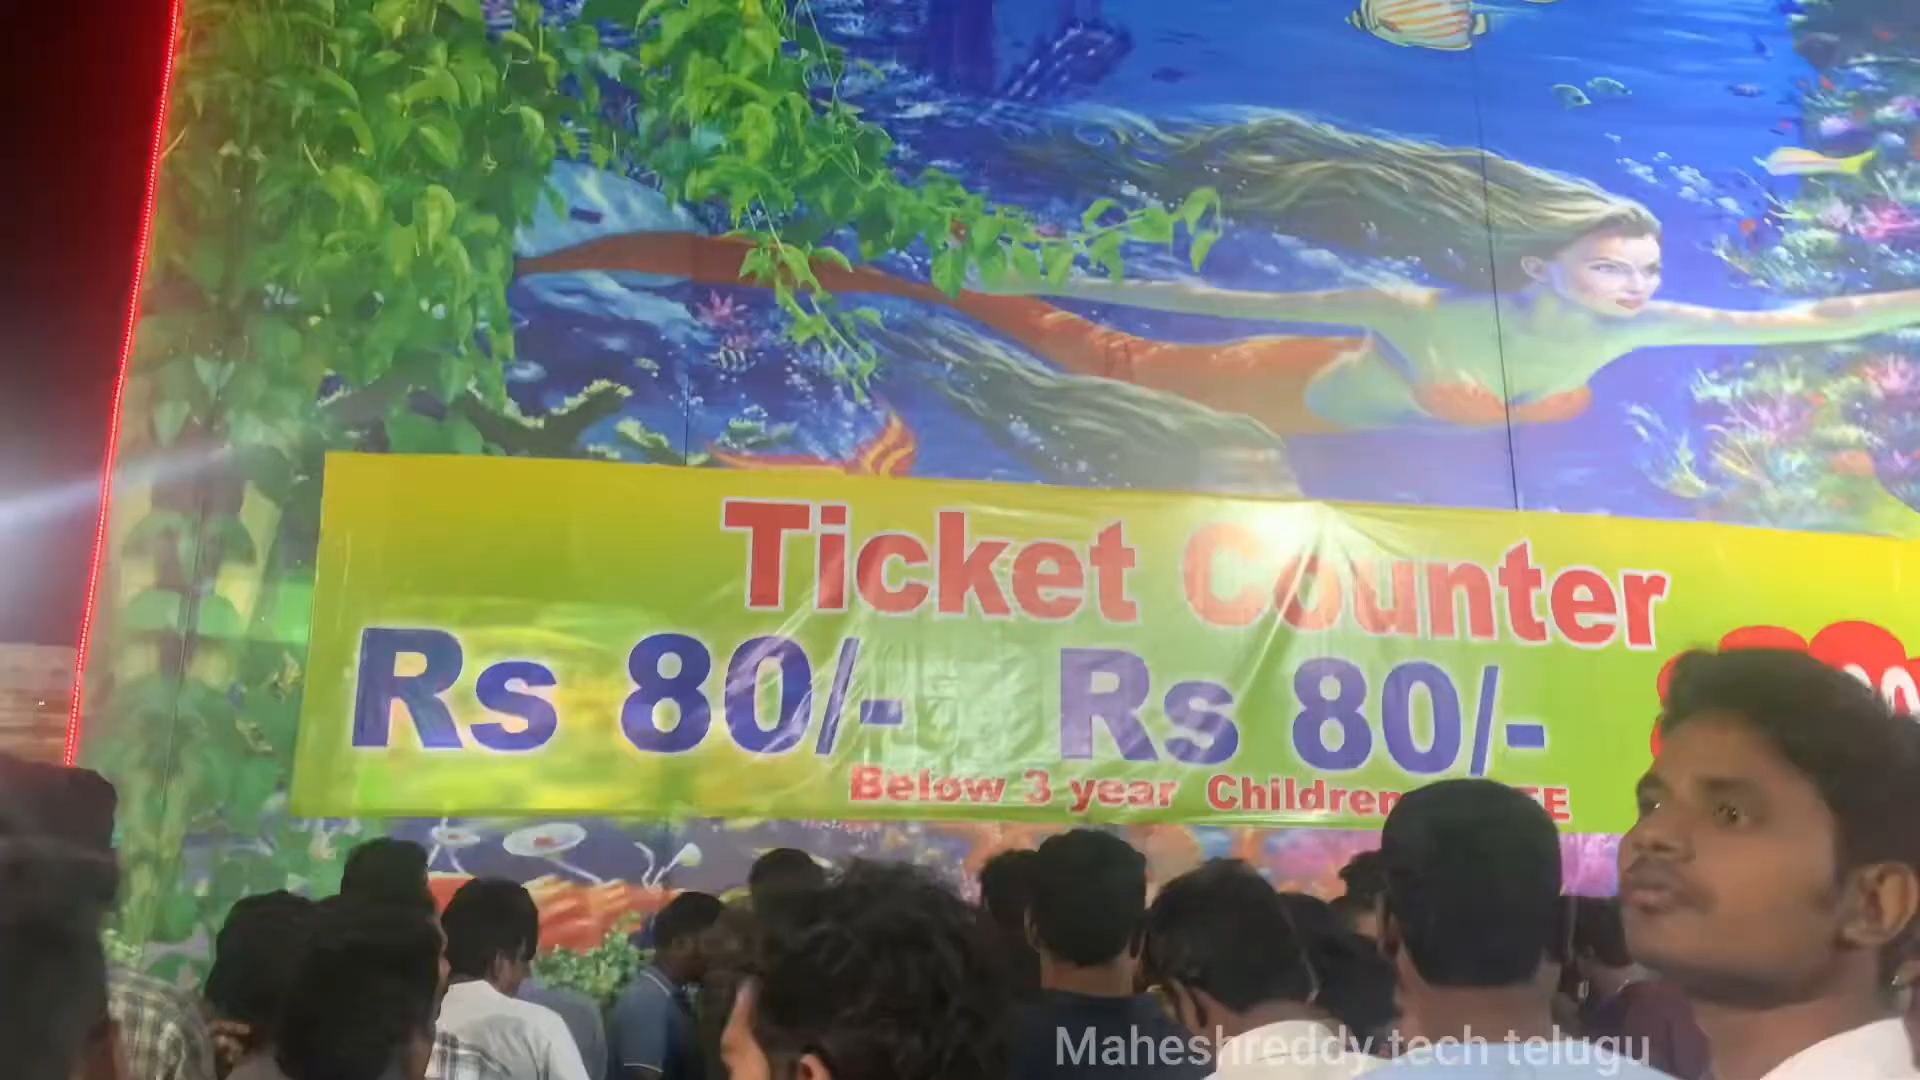 Ticket Counter
Rs 80/- Rs 80/-
Below 3 year Children
Maheshreddy tech telugu